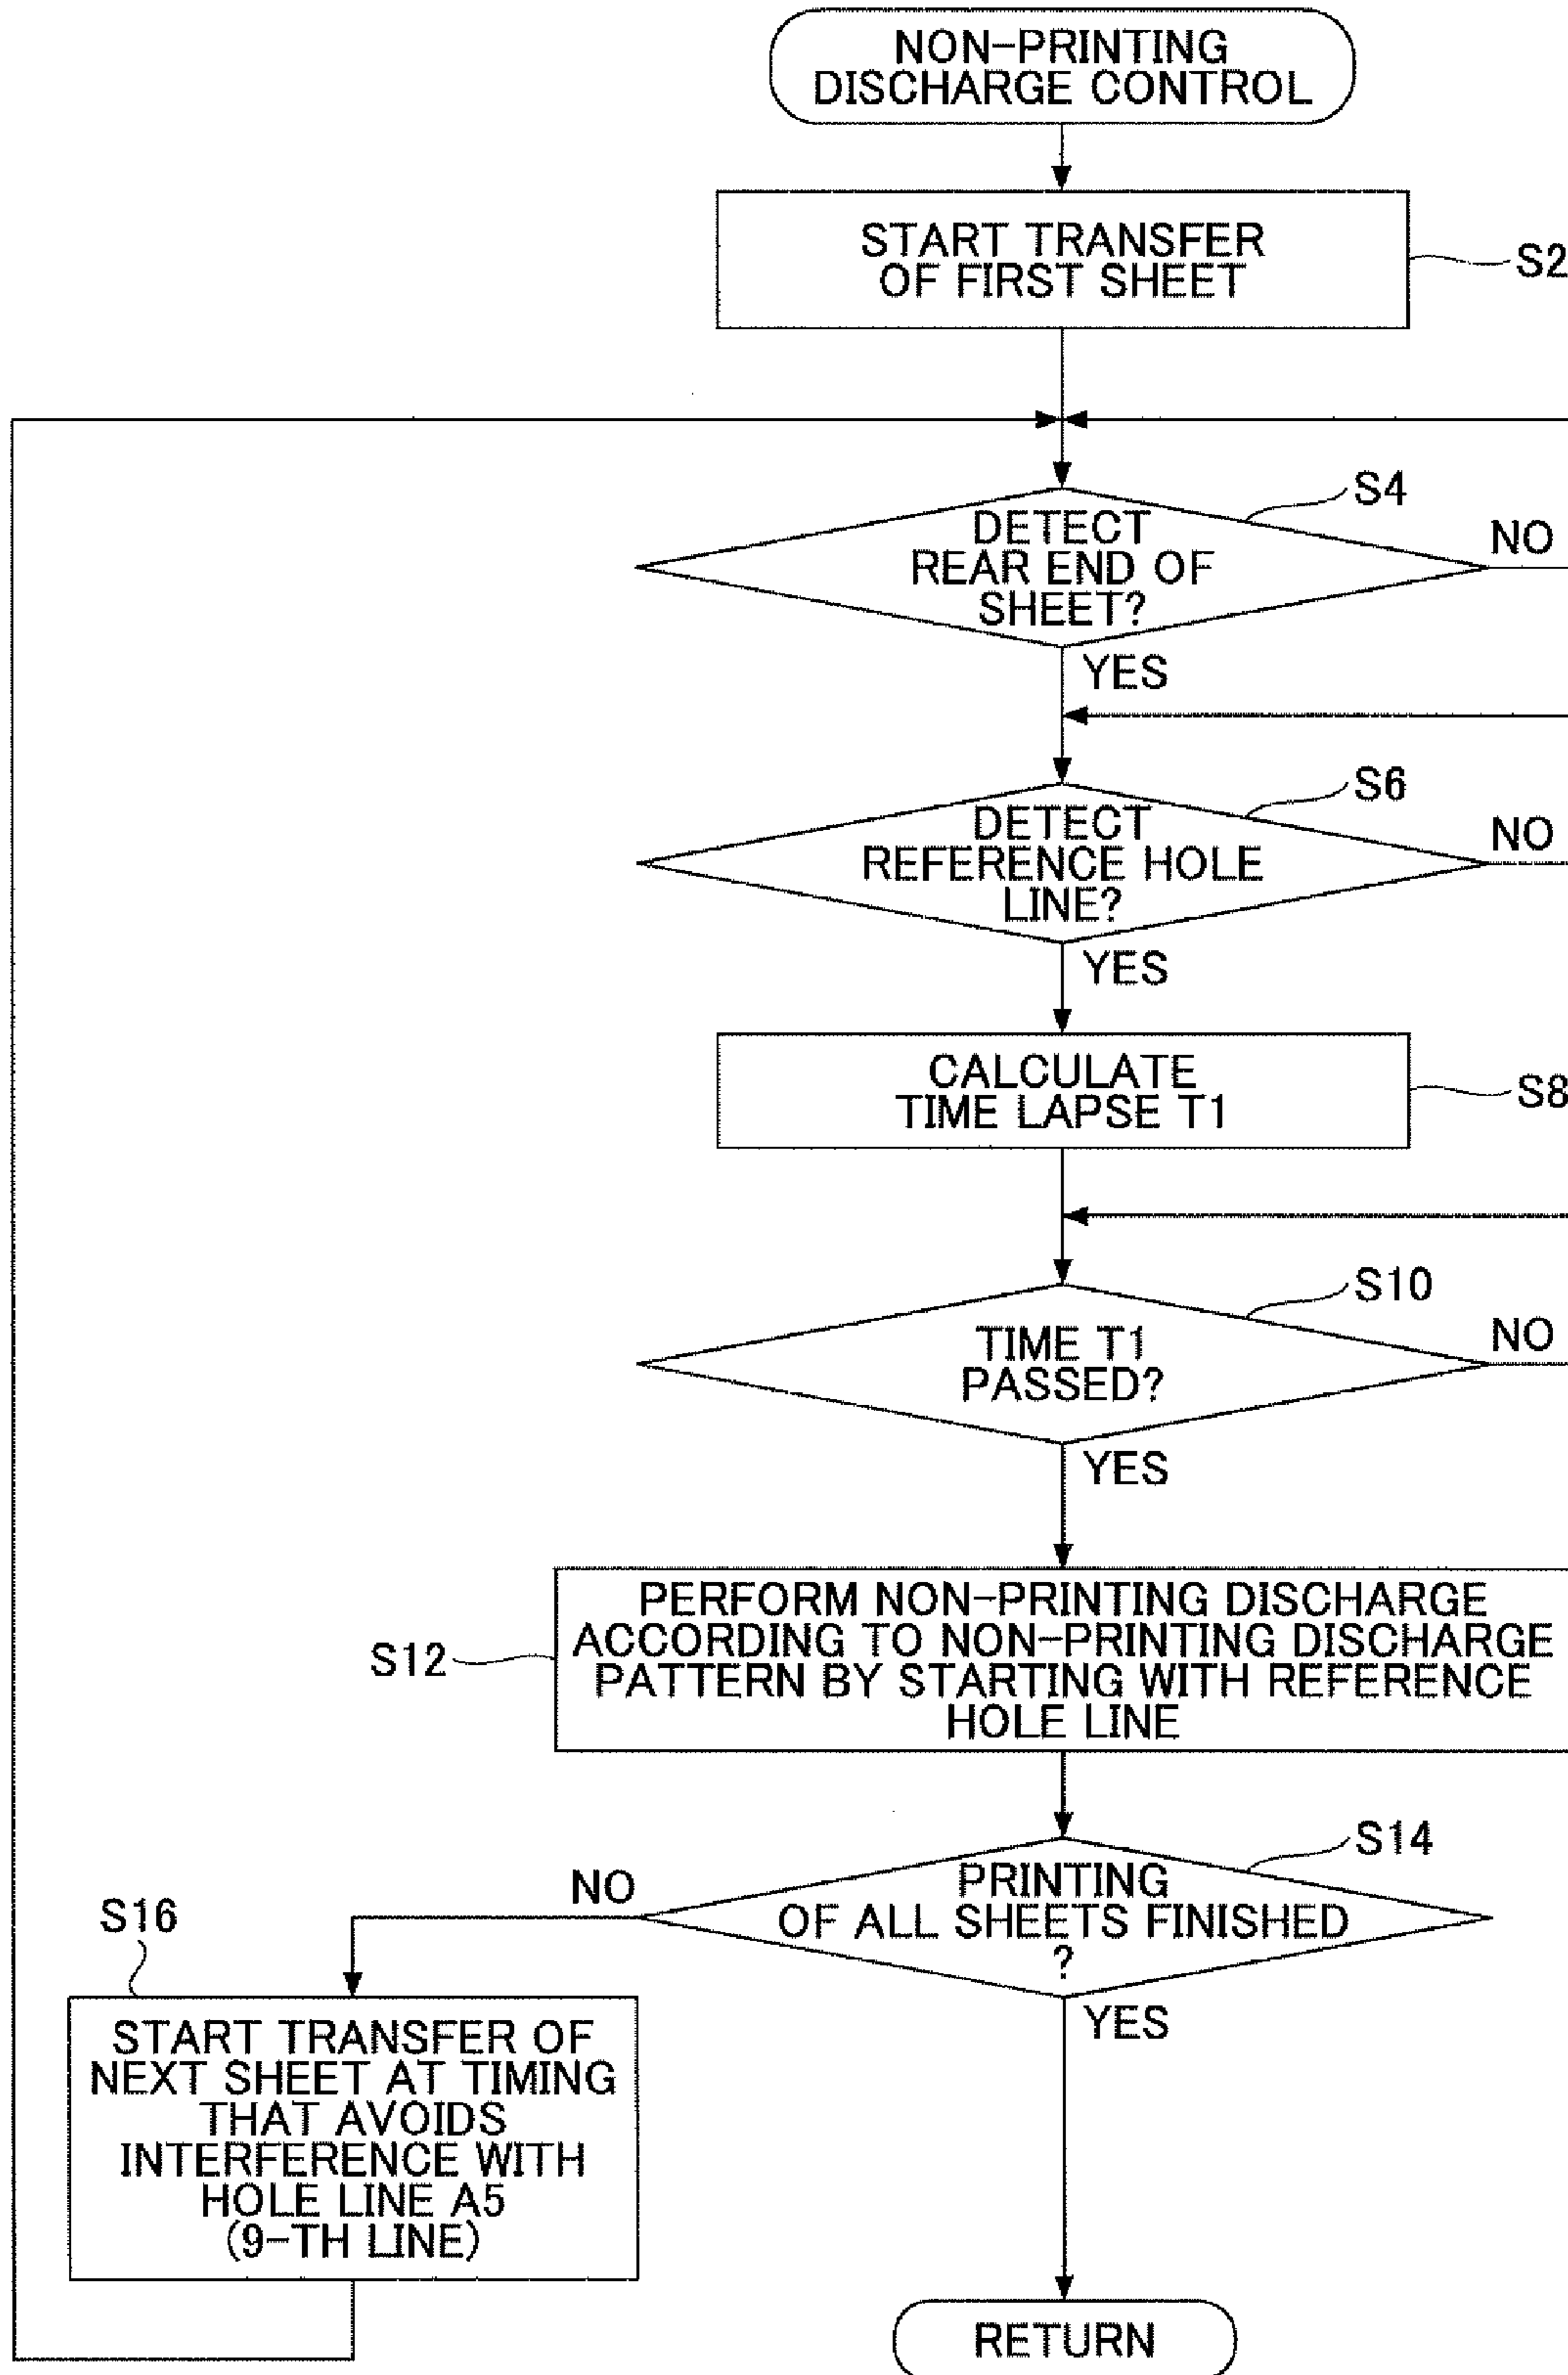 NON-PRINTING
DISCHARGE CONTROL
START TRANSFER
OF FIRST SHEET
S2
S4
DETECT
REAR END OF
SHEET?
NO
YES
S6
DETECT
REFERENCE HOLE
LINE?
NO
YES
CALCULATE
TIME LAPSE T1
S8
S10
TIME T1
PASSED?
NO
YES
S12
PERFORM NON-PRINTING DISCHARGE
ACCORDING TO NON-PRINTING DISCHARGE
PATTERN BY STARTING WITH REFERENCE
HOLE LINE
S14
PRINTING
OF ALL SHEETS FINISHED
?
NO
YES
S16
START TRANSFER OF
NEXT SHEET AT TIMING
THAT AVOIDS
INTERFERENCE WITH
HOLE LINE A5
(9-TH LINE)
RETURN